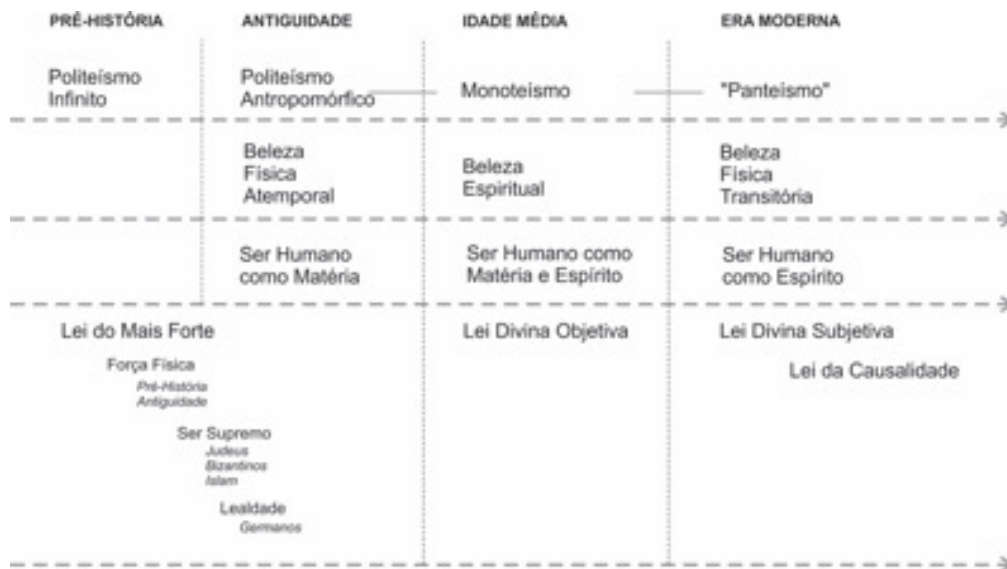 PRÉ-HISTÓRIA ANTIGUIDADE IDADE MÉDIA ERA MODERNA
Politeísmo
Infinito
Politeísmo
Antropomórfico
Monoteísmo
"Panteísmo"
Beleza
Física
Atemporal
Beleza
Espiritual
Beleza
Física
Transitória
Ser Humano
como Matéria
Ser Humano como
Matéria e Espírito
Ser Humano
como Espírito
Lei do Mais Forte
Força Física
Pré-História
Antiguidade
Ser Supremo
Judeus
Bizantinos
Islam
Lealdade
Germanos
Lei Divina Objetiva
Lei Divina Subjetiva
Lei da Causalidade